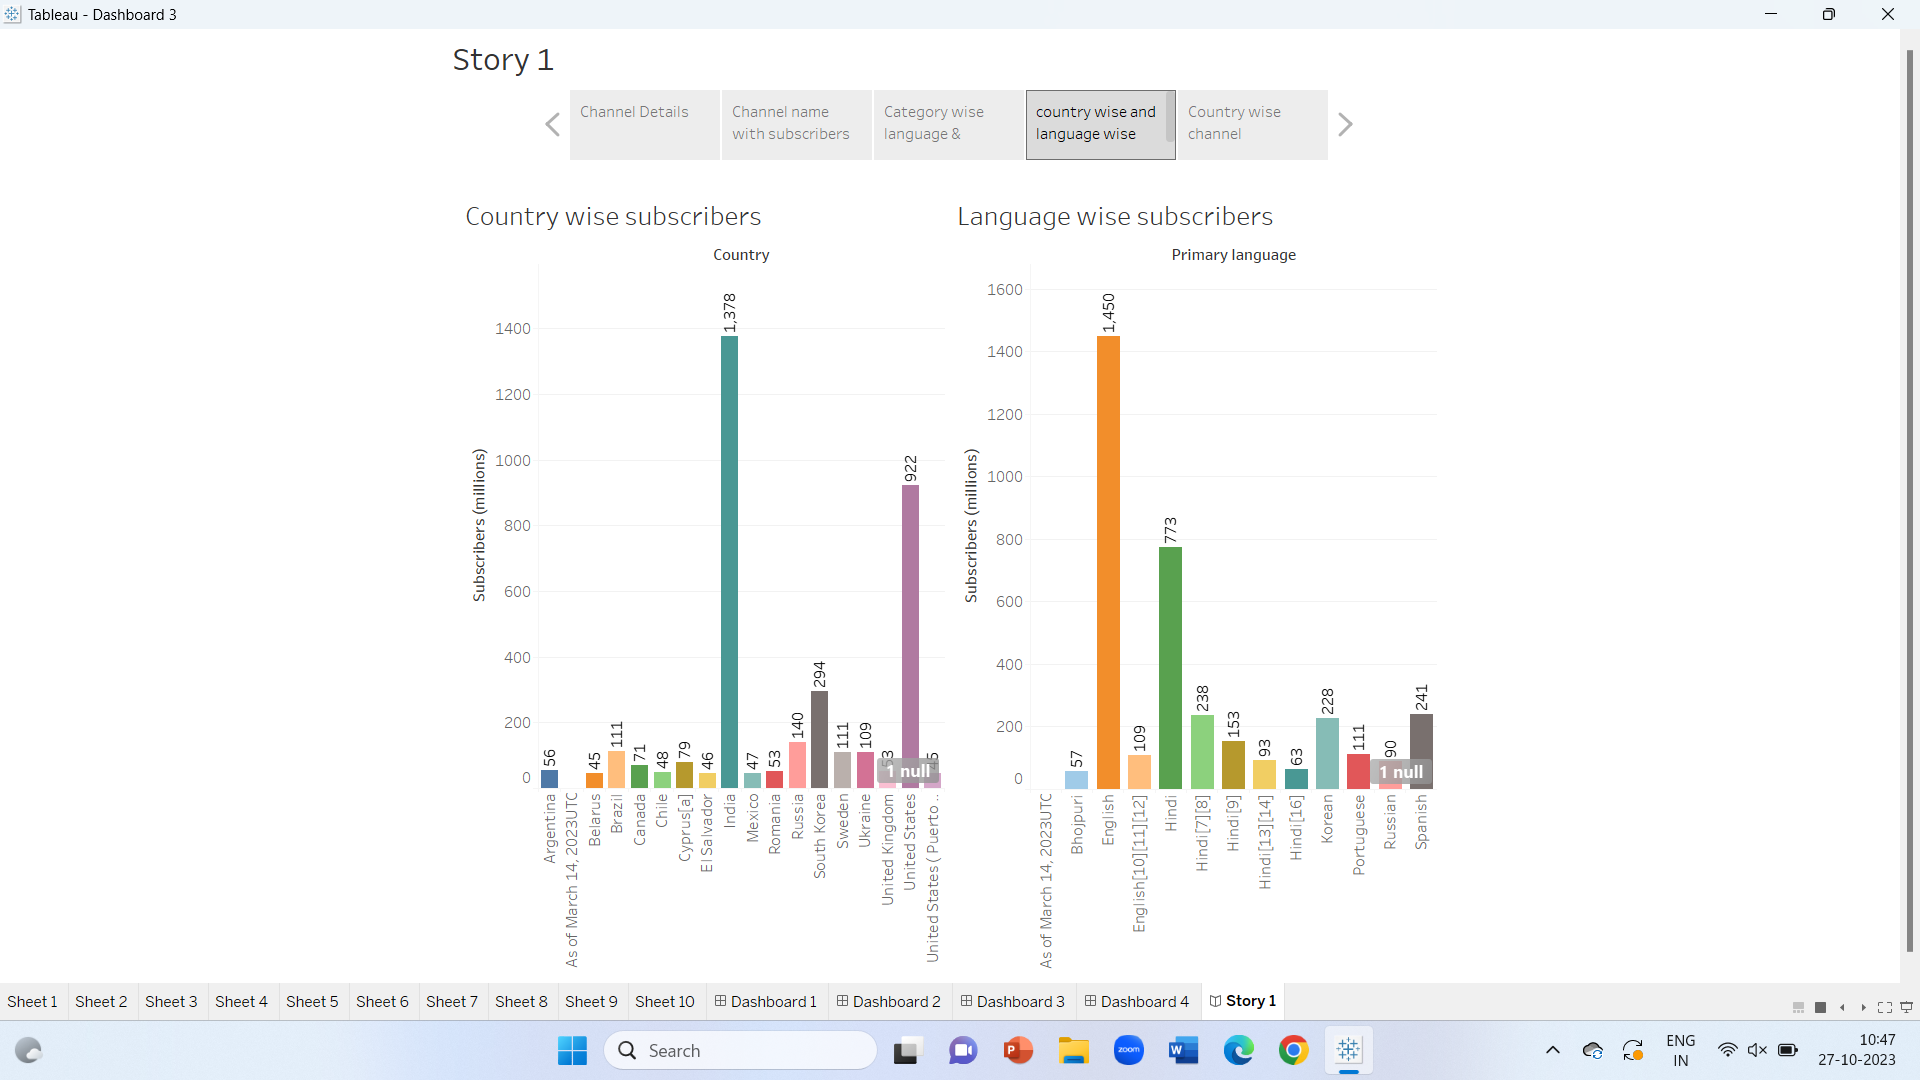 Tableau - Dashboard 3
Story 1
Channel Details
Channel name
with subscribers
Category wise
language &
country wise and
language wise
Country wise
channel
Country wise subscribers
Language wise subscribers
Country
Primary language
Subscribers (millions)
1400
1200
1000
800
600
400
200
0
56
45
111
71
48
79
46
1,378
47
53
140
294
111
109
922
1 null
Argentina
As of March 14, 2023UTC
Belarus
Brazil
Canada
Chile
Cyprus[a]
El Salvador
India
Mexico
Romania
Russia
South Korea
Sweden
Ukraine
United Kingdom
United States
United States ( Puerto ..
Subscribers (millions)
1600
1400
1200
1000
800
600
400
200
0
57
1,450
109
773
238
153
93
63
228
111
90
241
1 null
As of March 14, 2023UTC
Bhojpuri
English
English[10][11][12]
Hindi
Hindi[7][8]
Hindi[9]
Hindi[13][14]
Hindi[16]
Korean
Portuguese
Russian
Spanish
Sheet 1 Sheet 2 Sheet 3 Sheet 4 Sheet 5 Sheet 6 Sheet 7 Sheet 8 Sheet 9 Sheet 10 Dashboard 1 Dashboard 2 Dashboard 3 Dashboard 4 Story 1
Search
zoom
ENG
IN
10:47
27-10-2023